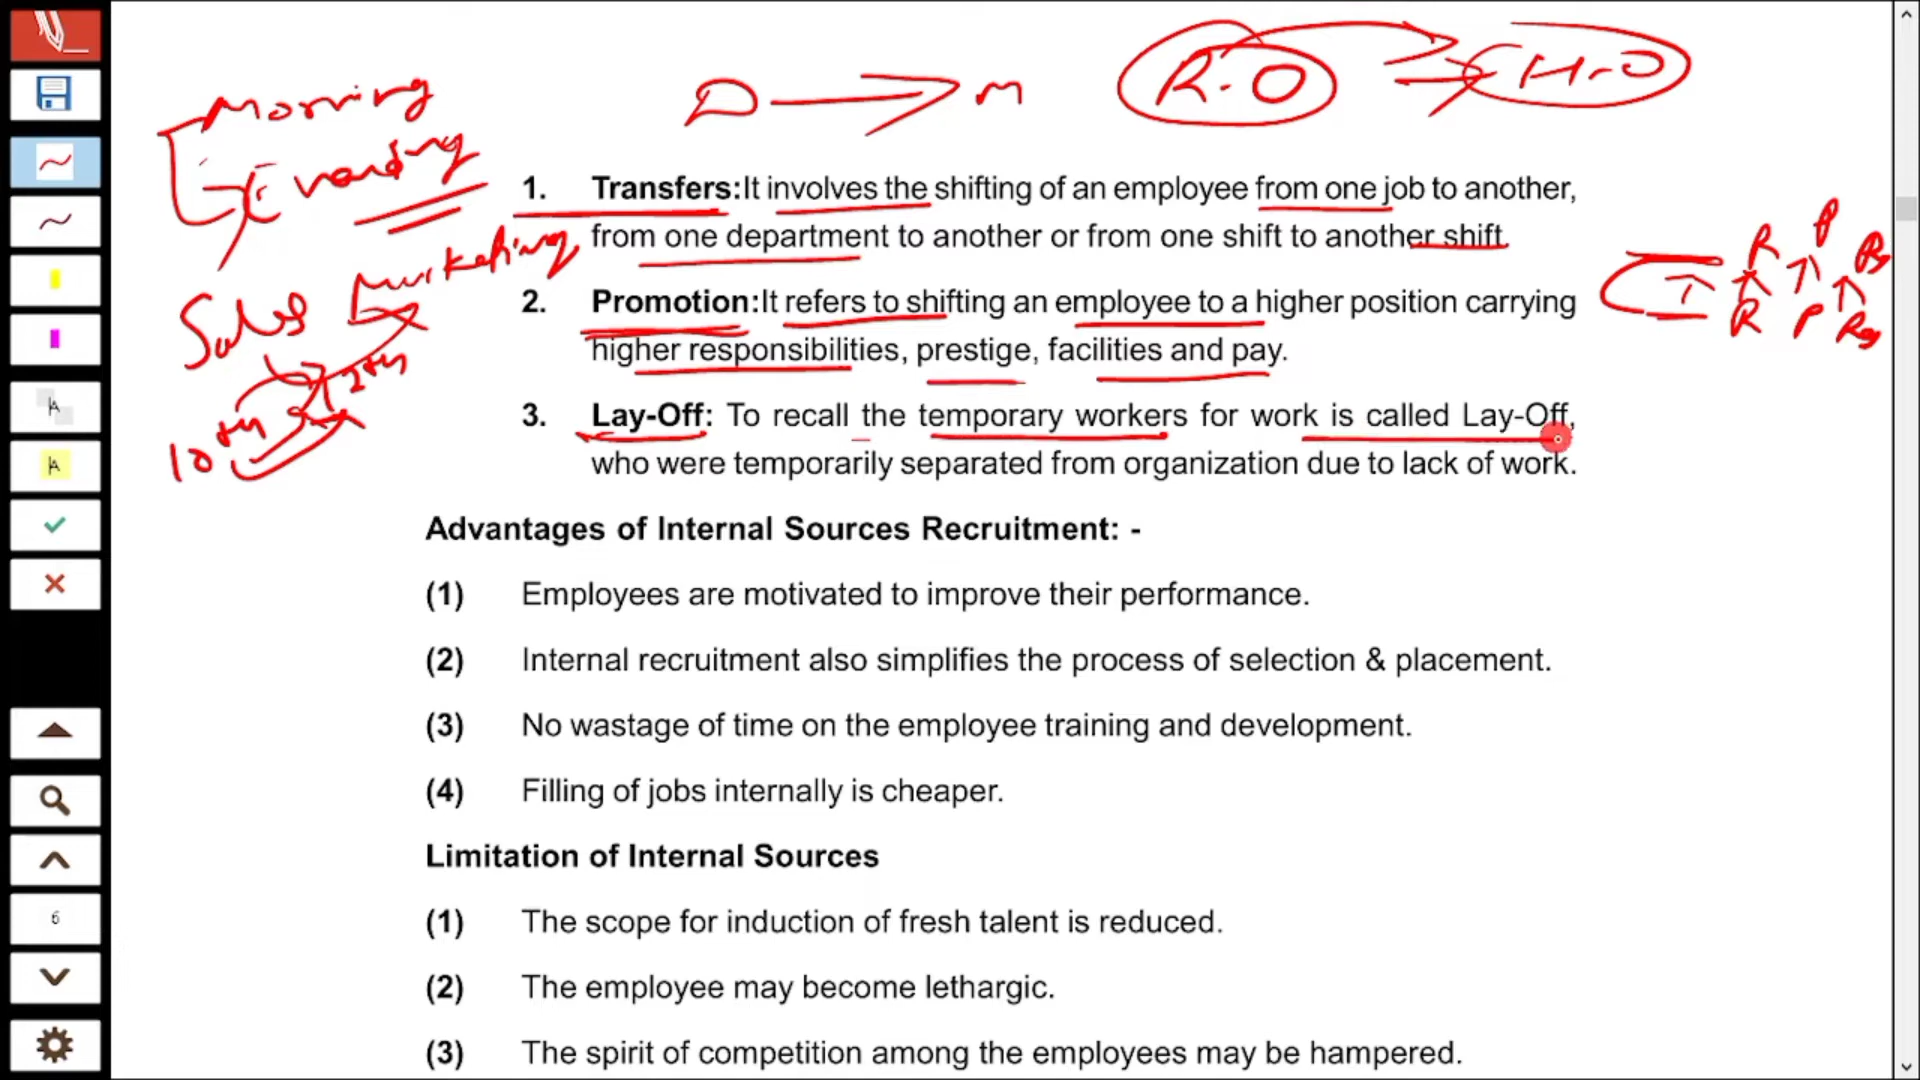 D → m R.O → H.O
Morning
Evening
1. Transfers:It involves the shifting of an employee from one job to another,
from one department to another or from one shift to another shift
Sales Marketing
2. Promotion:It refers to shifting an employee to a higher position carrying
higher responsibilities, prestige, facilities and pay.
R P
R P
10th 12th
3. Lay-Off: To recall the temporary workers for work is called Lay-Off,
who were temporarily separated from organization due to lack of work.
Advantages of Internal Sources Recruitment: -
(1) Employees are motivated to improve their performance.
(2) Internal recruitment also simplifies the process of selection & placement.
(3) No wastage of time on the employee training and development.
(4) Filling of jobs internally is cheaper.
Limitation of Internal Sources
(1) The scope for induction of fresh talent is reduced.
6
(2) The employee may become lethargic.
(3) The spirit of competition among the employees may be hampered.